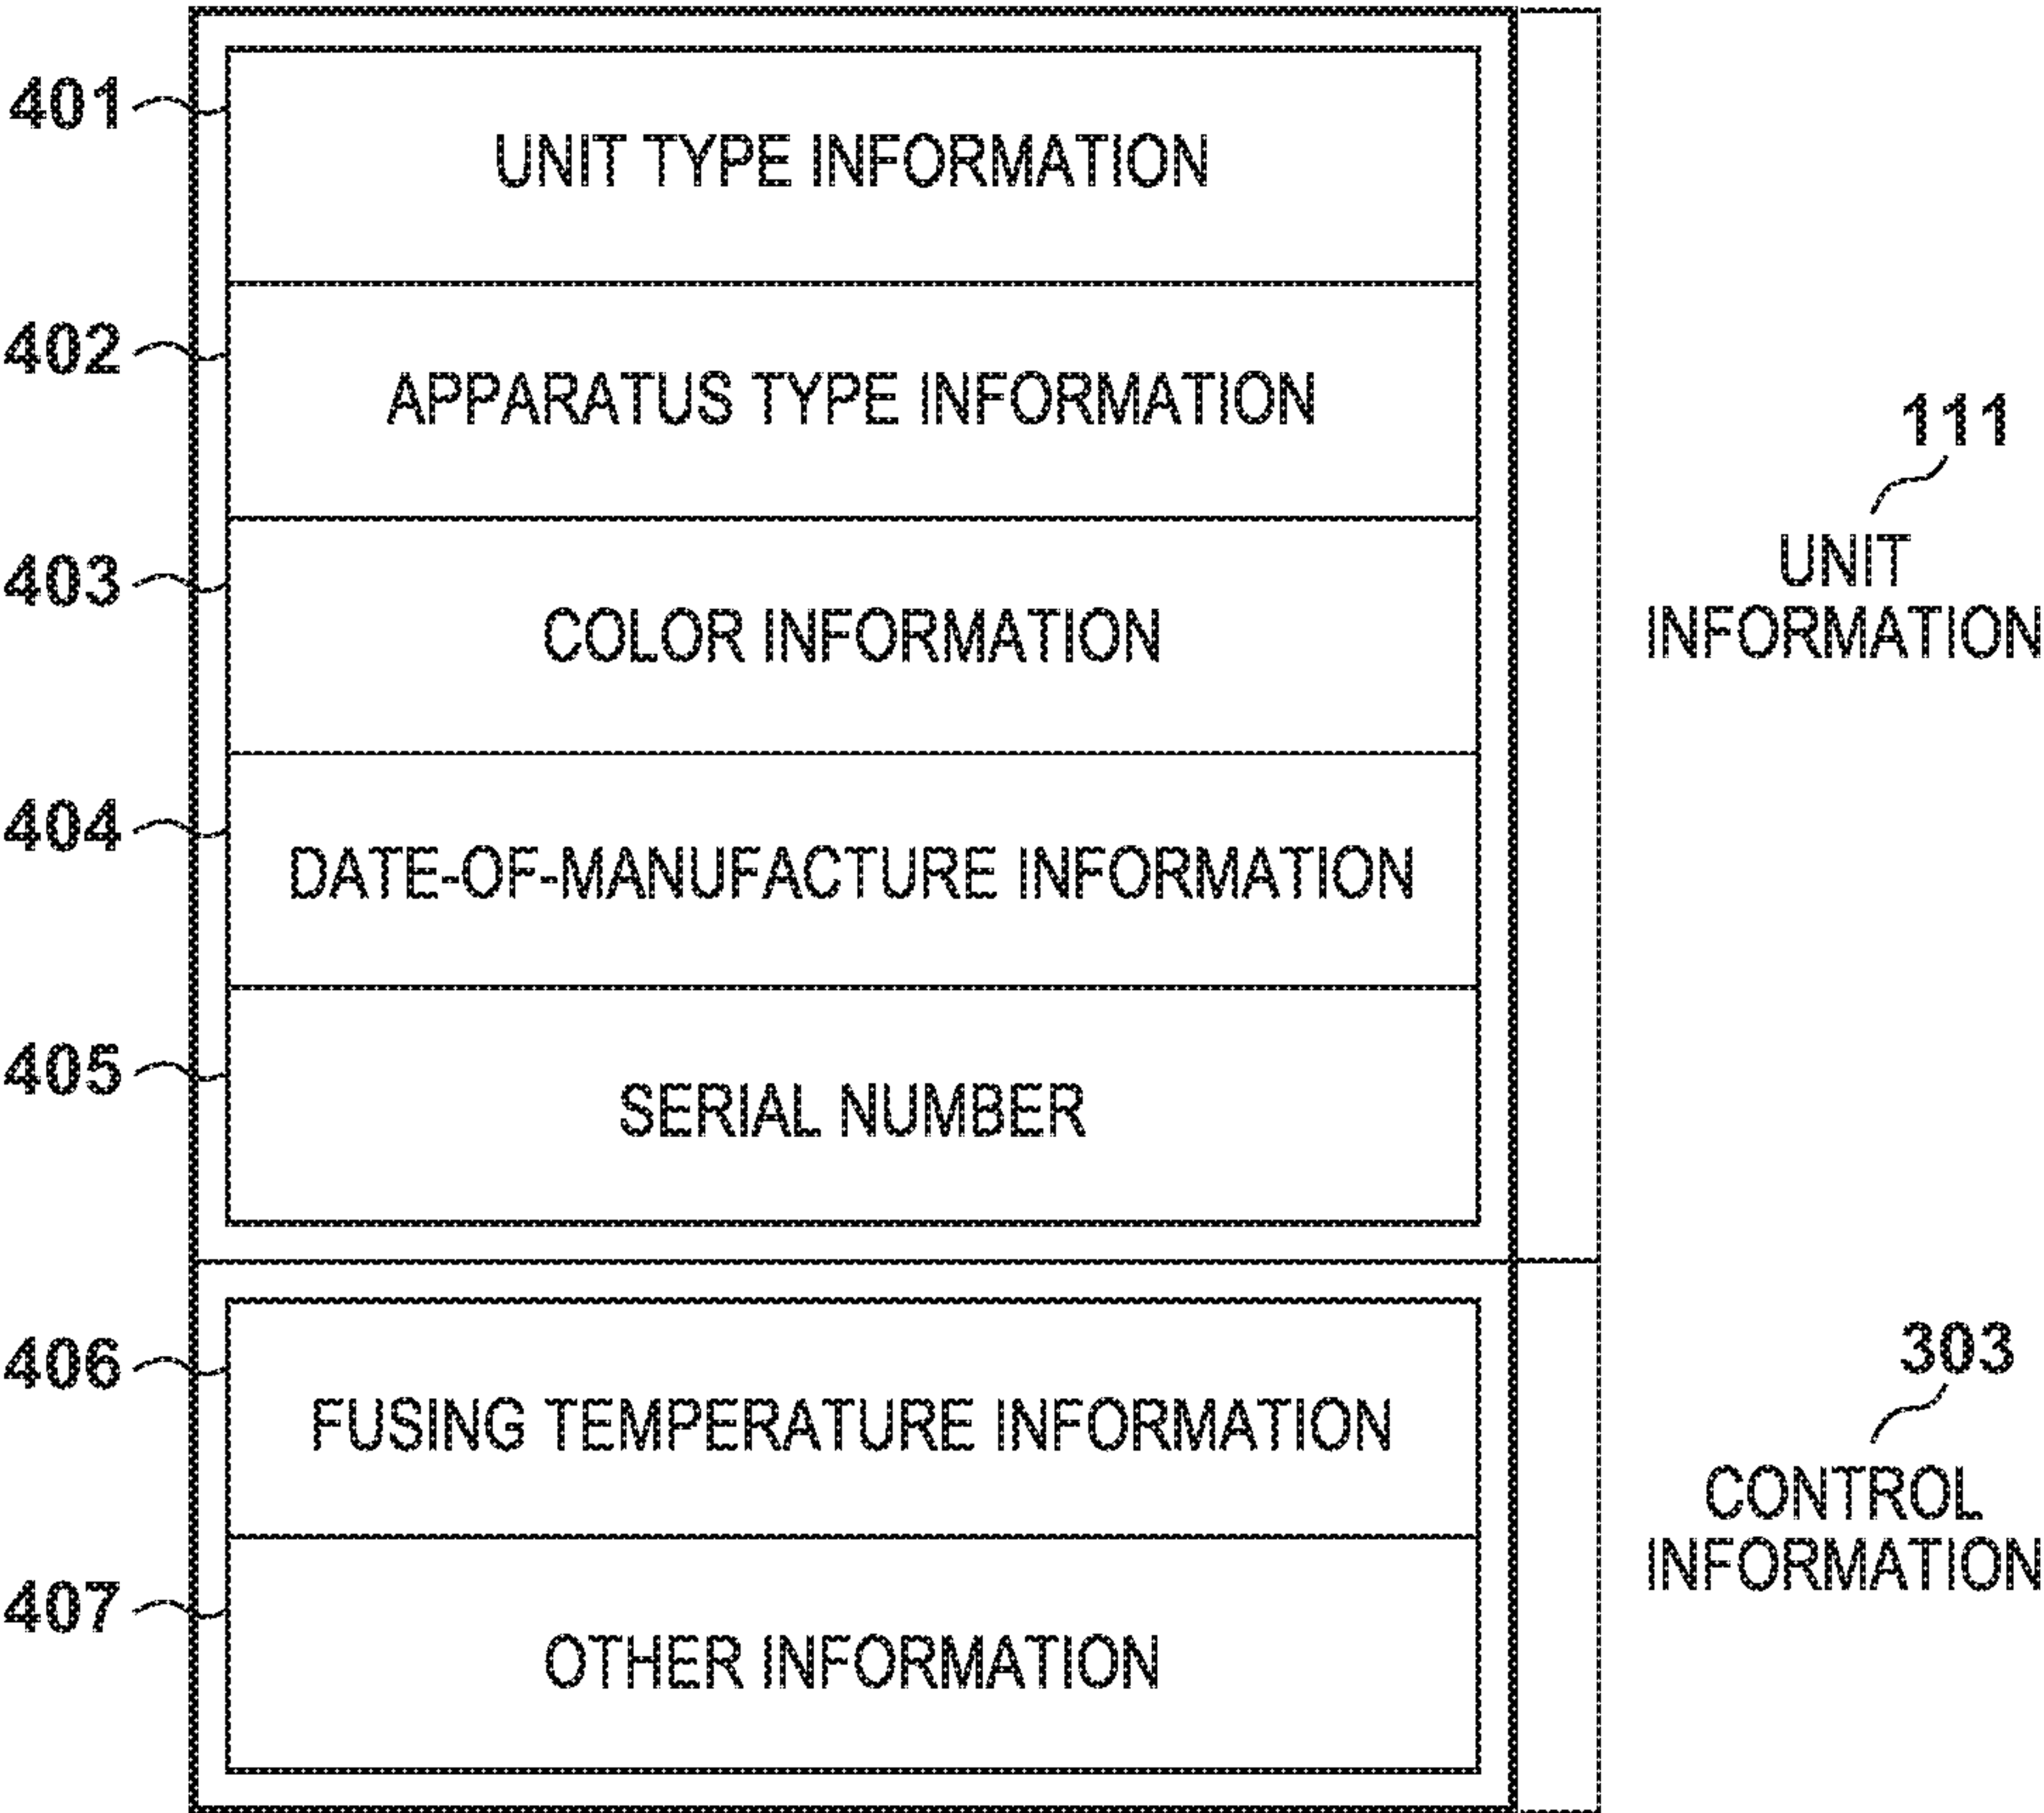 401
UNIT TYPE INFORMATION
402
APPARATUS TYPE INFORMATION
111
403
UNIT
INFORMATION
COLOR INFORMATION
404
DATE-OF-MANUFACTURE INFORMATION
405
SERIAL NUMBER
406
303
FUSING TEMPERATURE INFORMATION
CONTROL
INFORMATION
407
OTHER INFORMATION